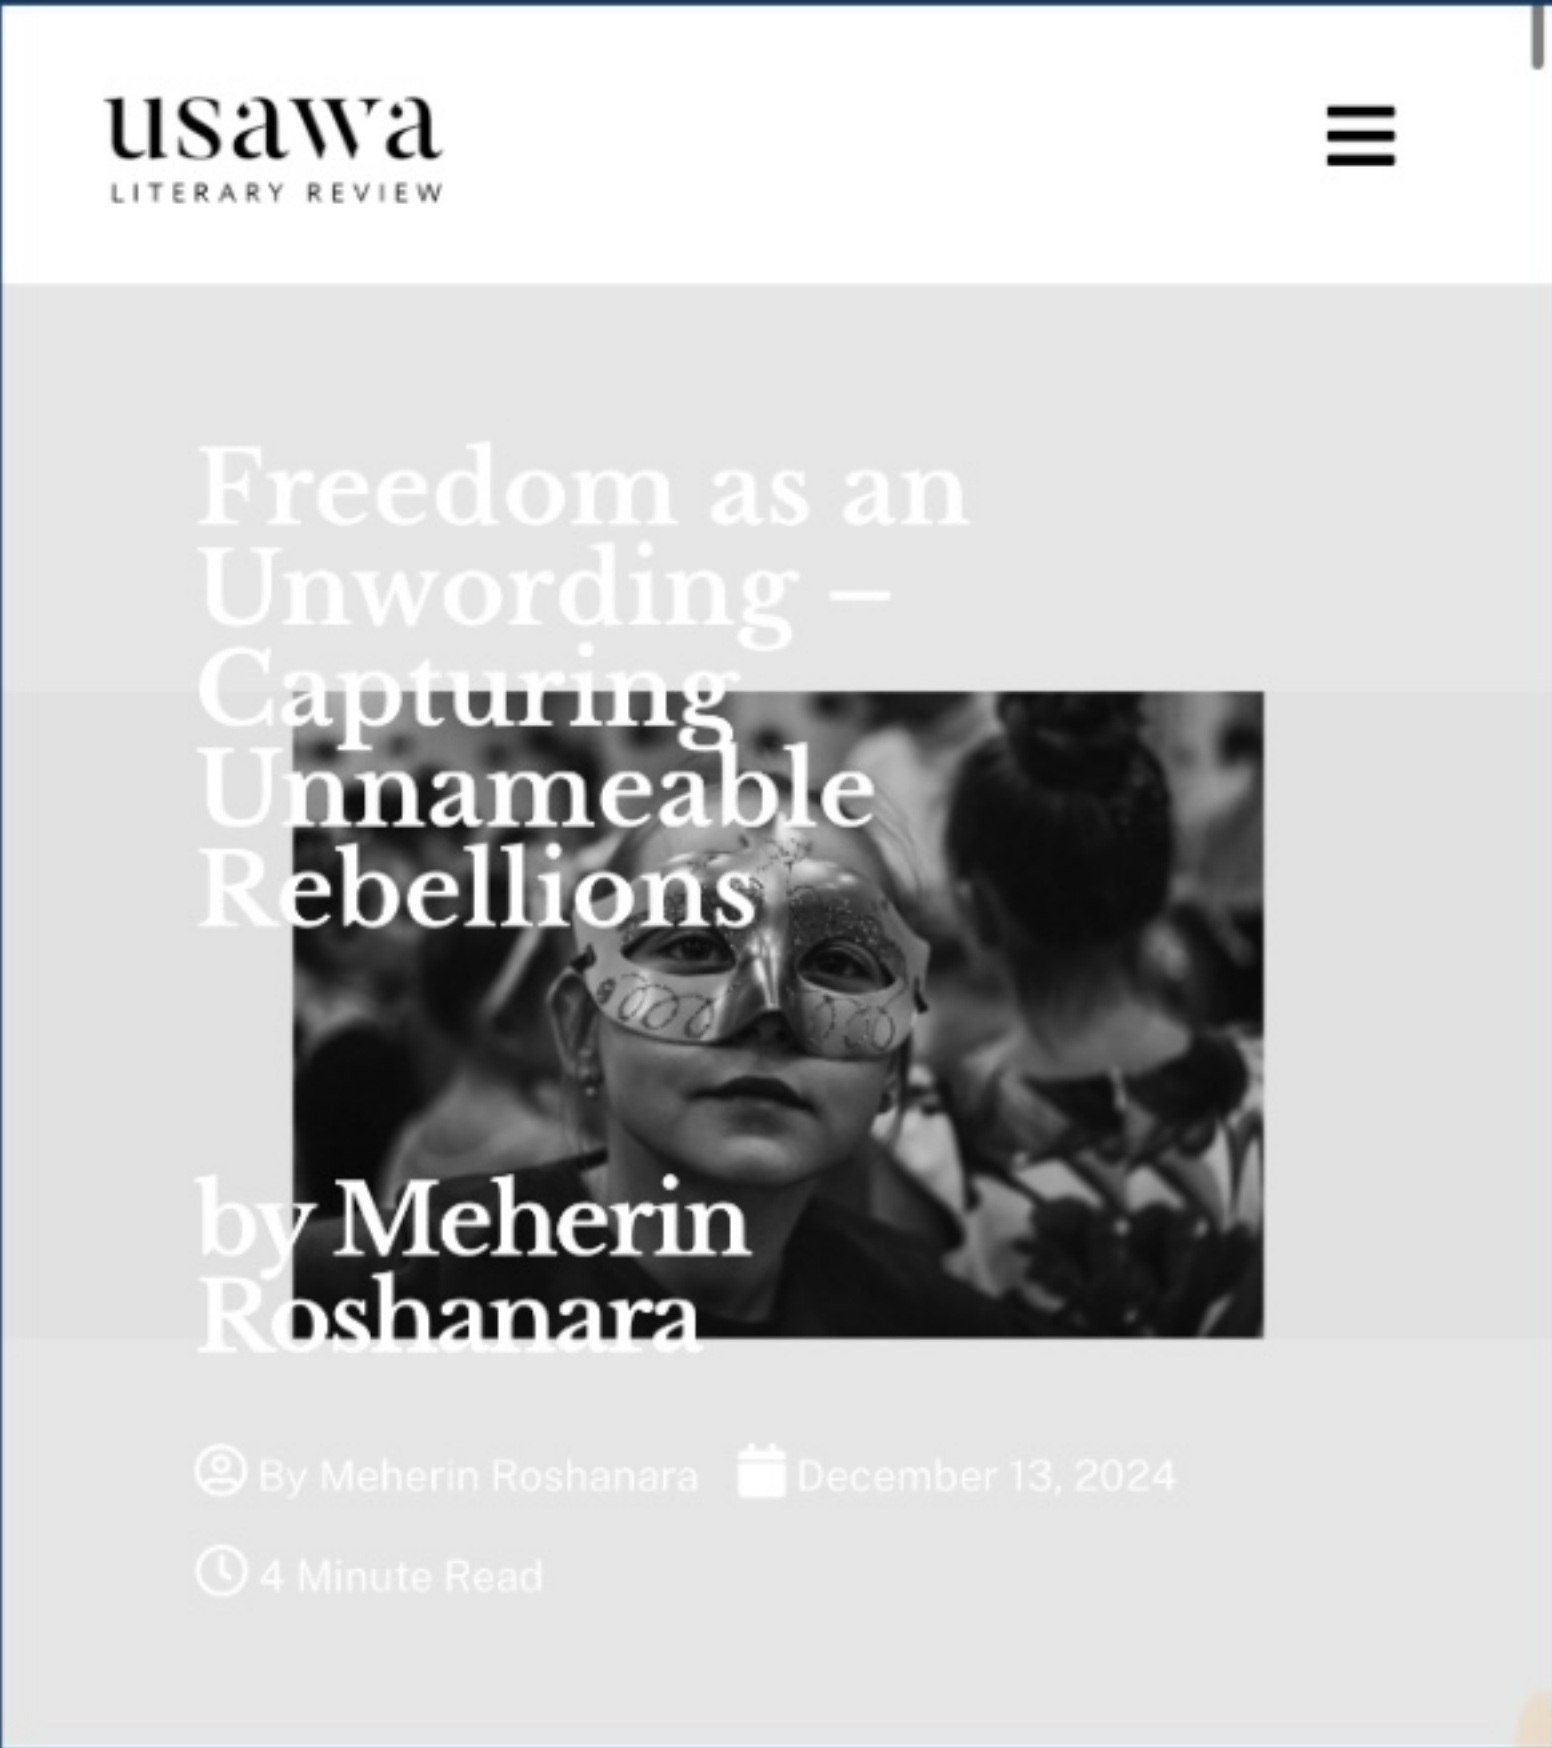 usawa
LITERARY REVIEW
Freedom as an
Unwording –
Capturing
Unnameable
Rebellions
by Meherin
Roshanara
By Meherin Roshanara December 13, 2024
4 Minute Read